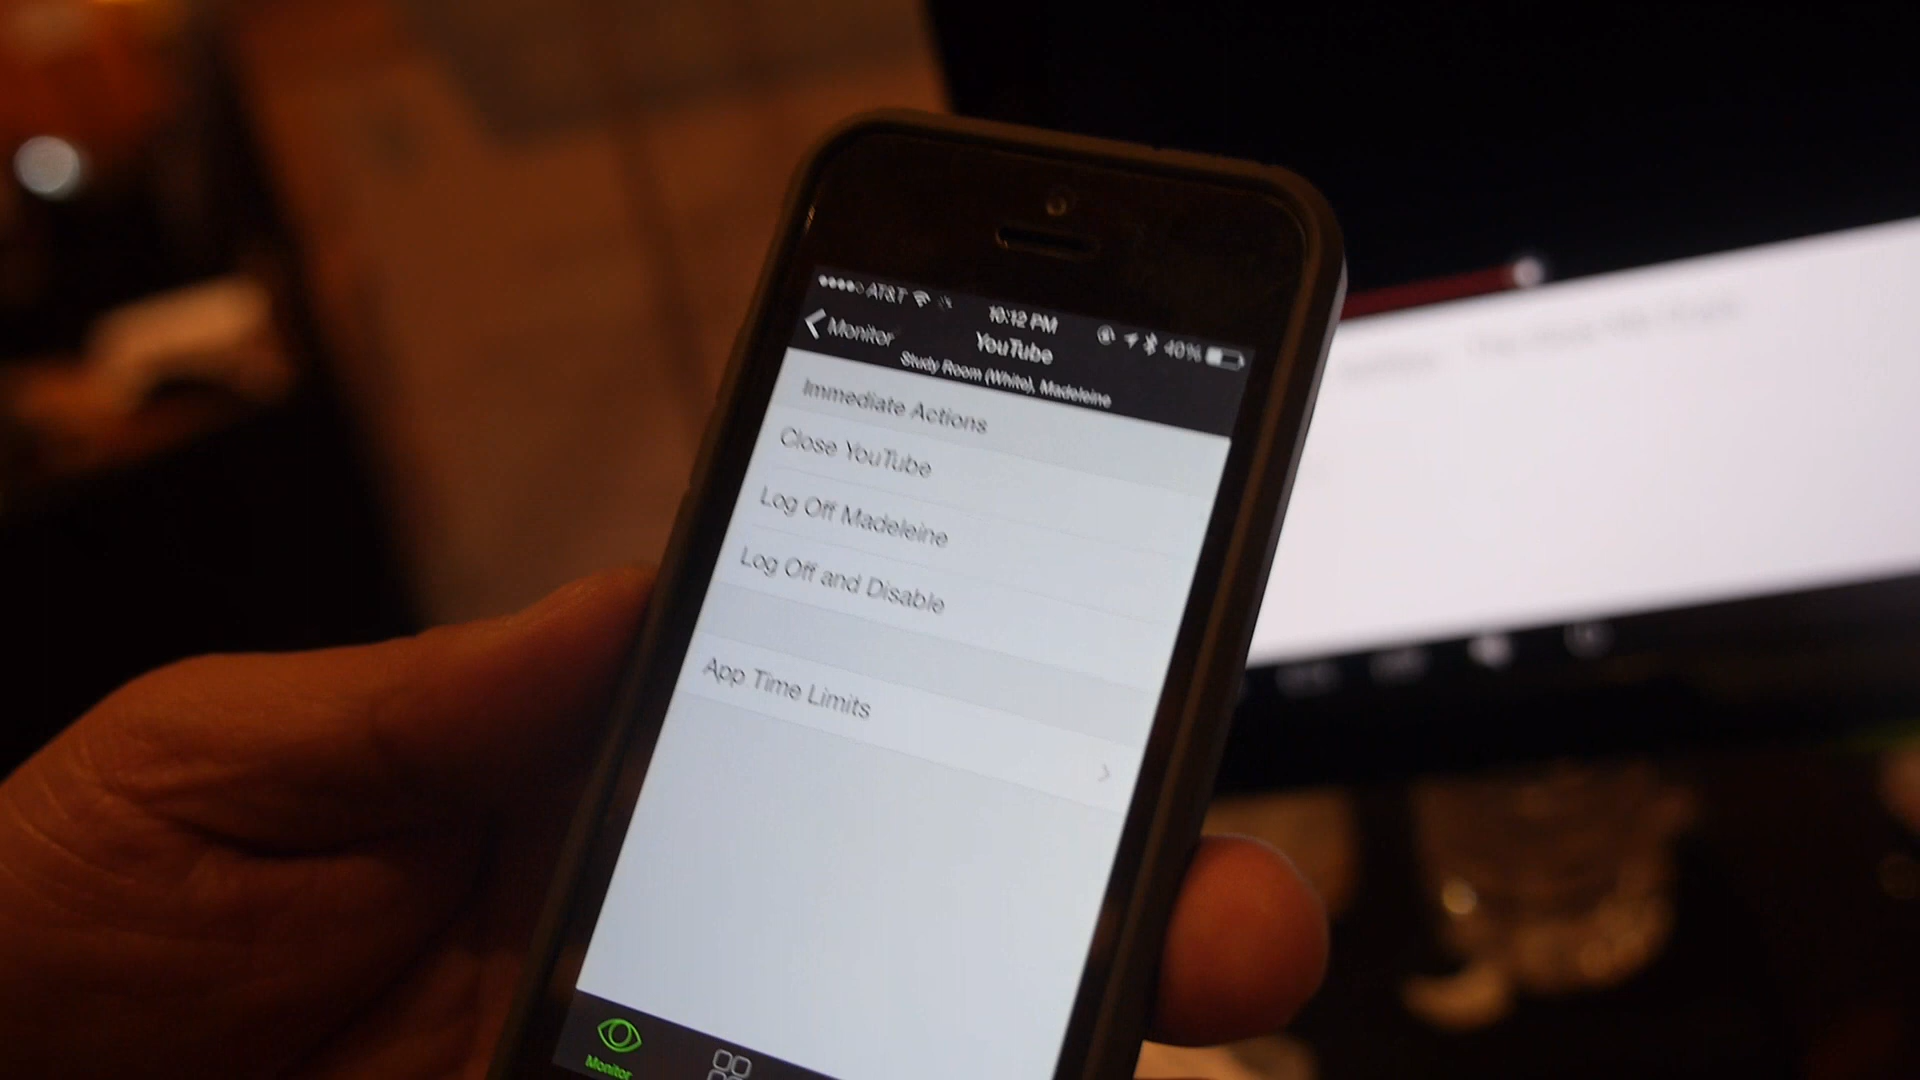 AT&T 10:12 PM 40%
Monitor YouTube
Study Room (White), Madeleine
Immediate Actions
Close YouTube
Log Off Madeleine
Log Off and Disable
App Time Limits
Monitor